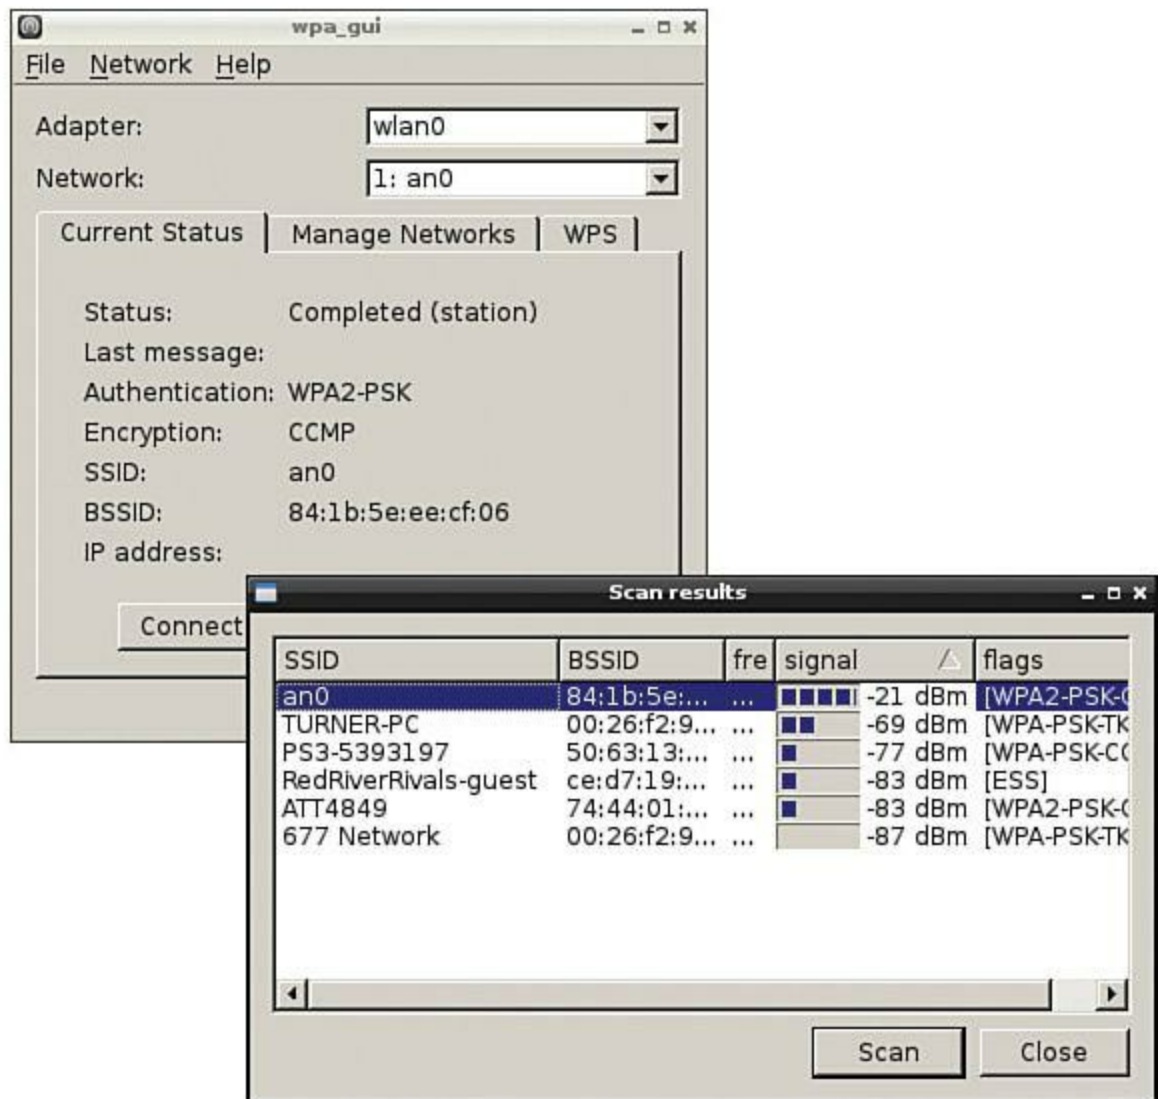 wpa_gui
File Network Help
Adapter: wlan0
Network: 1: an0
Current Status Manage Networks WPS
Status: Completed (station)
Last message:
Authentication: WPA2-PSK
Encryption: CCMP
SSID: an0
BSSID: 84:1b:5e:ee:cf:06
IP address:
Connect
Scan results
SSID BSSID fre signal flags
an0 84:1b:5e:... ... -21 dBm [WPA2-PSK-C
TURNER-PC 00:26:f2:9... ... -69 dBm [WPA-PSK-TK
PS3-5393197 50:63:13:... ... -77 dBm [WPA-PSK-CC
RedRiverRivals-guest ce:d7:19:... ... -83 dBm [ESS]
ATT4849 74:44:01:... ... -83 dBm [WPA2-PSK-C
677 Network 00:26:f2:9... ... -87 dBm [WPA-PSK-TK
Scan Close